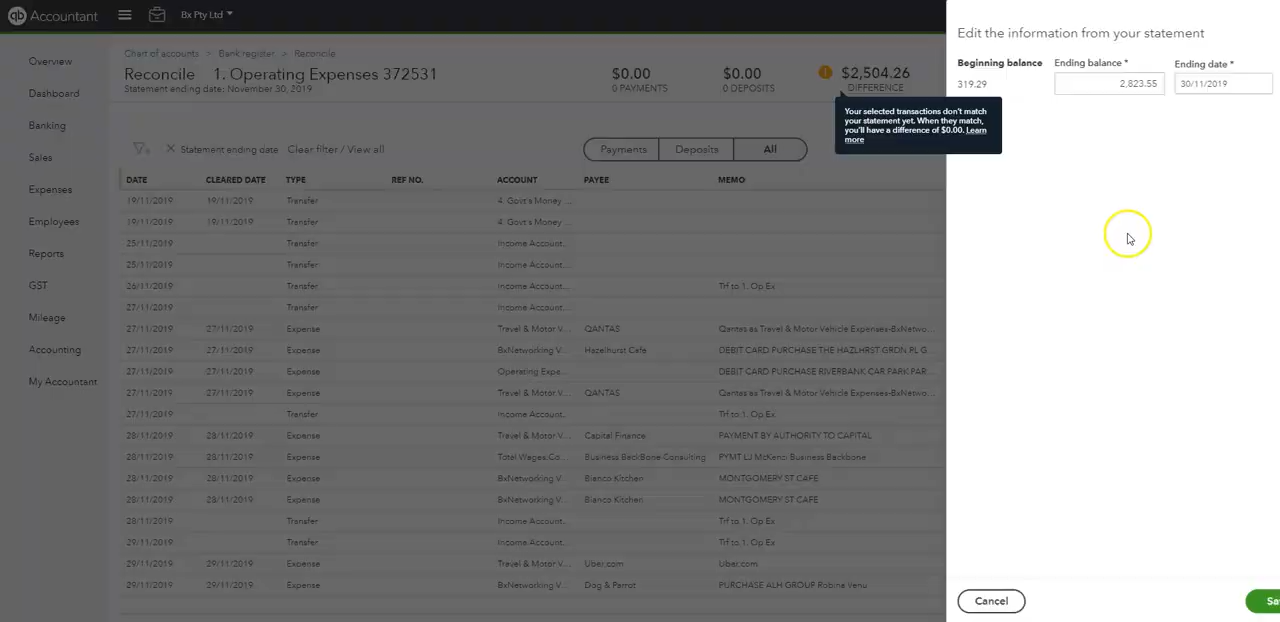 qb Accountant Bx Pty Ltd
Edit the information from your statement
Beginning balance Ending balance * Ending date *
319.29 2,823.55 30/11/2019
Cancel Sa
Overview
Dashboard
Banking
Sales
Expenses
Employees
Reports
GST
Mileage
Accounting
My Accountant
Chart of accounts > Bank register > Reconcile
Reconcile 1. Operating Expenses 372531
Statement ending date: November 30, 2019
$0.00 $0.00 $2,504.26
0 PAYMENTS 0 DEPOSITS DIFFERENCE
Your selected transactions don't match
your statement yet. When they match,
you'll have a difference of $0.00. Learn
more
Statement ending date Clear filter / View all Payments Deposits All
DATE CLEARED DATE TYPE REF NO. ACCOUNT PAYEE MEMO
19/11/2019 19/11/2019 Transfer 4. Govt's Money ...
19/11/2019 19/11/2019 Transfer 4. Govt's Money ...
25/11/2019 Transfer Income Account...
25/11/2019 Transfer Income Account...
26/11/2019 Transfer Income Account... Trf to 1. Op Ex
27/11/2019 Transfer Income Account...
27/11/2019 27/11/2019 Expense Travel & Motor V... QANTAS Qantas as Travel & Motor Vehicle Expenses-BxNetwo...
27/11/2019 27/11/2019 Expense BxNetworking V... Hazelhurst Cafe DEBIT CARD PURCHASE THE HAZLHRST GRDN PL G...
27/11/2019 27/11/2019 Expense Operating Expe... DEBIT CARD PURCHASE RIVERBANK CAR PARK PAR...
27/11/2019 27/11/2019 Expense Travel & Motor V... QANTAS Qantas as Travel & Motor Vehicle Expenses-BxNetwo...
27/11/2019 Transfer Income Account... Trf to 1. Op Ex
28/11/2019 28/11/2019 Expense Travel & Motor V... Capital Finance PAYMENT BY AUTHORITY TO CAPITAL
28/11/2019 28/11/2019 Expense Total Wages Co... Business BackBone Consulting PYMT LJ McKenzi Business Backbone
28/11/2019 28/11/2019 Expense BxNetworking V... Bianco Kitchen MONTGOMERY ST CAFE
28/11/2019 28/11/2019 Expense BxNetworking V... Bianco Kitchen MONTGOMERY ST CAFE
28/11/2019 Transfer Income Account... Trf to 1. Op Ex
29/11/2019 Transfer Income Account... Trf to 1. Op Ex
29/11/2019 29/11/2019 Expense Travel & Motor V... Uber.com Uber.com
29/11/2019 29/11/2019 Expense BxNetworking V... Dog & Parrot PURCHASE ALH GROUP Robina Venu